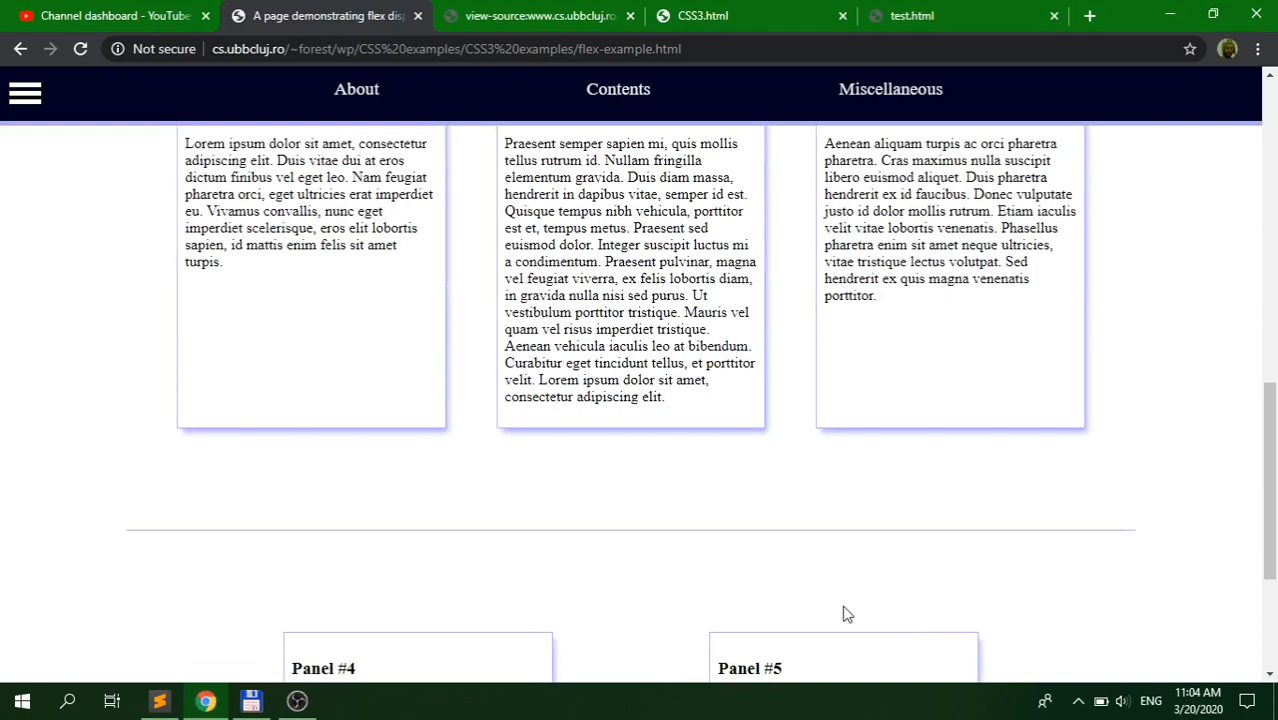 Channel dashboard - YouTube
A page demonstrating flex dis
view-source:www.cs.ubbcluj.ro
CSS3.html
test.html
Not secure
cs.ubbcluj.ro/~forest/wp/CSS%20examples/CSS3%20examples/flex-example.html
About
Contents
Miscellaneous
Lorem ipsum dolor sit amet, consectetur
adipiscing elit. Duis vitae dui at eros
dictum finibus vel eget leo. Nam feugiat
pharetra orci, eget ultricies erat imperdiet
eu. Vivamus convallis, nunc eget
imperdiet scelerisque, eros elit lobortis
sapien, id mattis enim felis sit amet
turpis.
Praesent semper sapien mi, quis mollis
tellus rutrum id. Nullam fringilla
elementum gravida. Duis diam massa,
hendrerit in dapibus vitae, semper id est.
Quisque tempus nibh vehicula, porttitor
est et, tempus metus. Praesent sed
euismod dolor. Integer suscipit luctus mi
a condimentum. Praesent pulvinar, magna
vel feugiat viverra, ex felis lobortis diam,
in gravida nulla nisi sed purus. Ut
vestibulum porttitor tristique. Mauris vel
quam vel risus imperdiet tristique.
Aenean vehicula iaculis leo at bibendum.
Curabitur eget tincidunt tellus, et porttitor
velit. Lorem ipsum dolor sit amet,
consectetur adipiscing elit.
Aenean aliquam turpis ac orci pharetra
pharetra. Cras maximus nulla suscipit
libero euismod aliquet. Duis pharetra
hendrerit ex id faucibus. Donec vulputate
justo id dolor mollis rutrum. Etiam iaculis
velit vitae lobortis venenatis. Phasellus
pharetra enim sit amet neque ultricies,
vitae tristique lectus volutpat. Sed
hendrerit ex quis magna venenatis
porttitor.
Panel #4
Panel #5
ENG
11:04 AM
3/20/2020